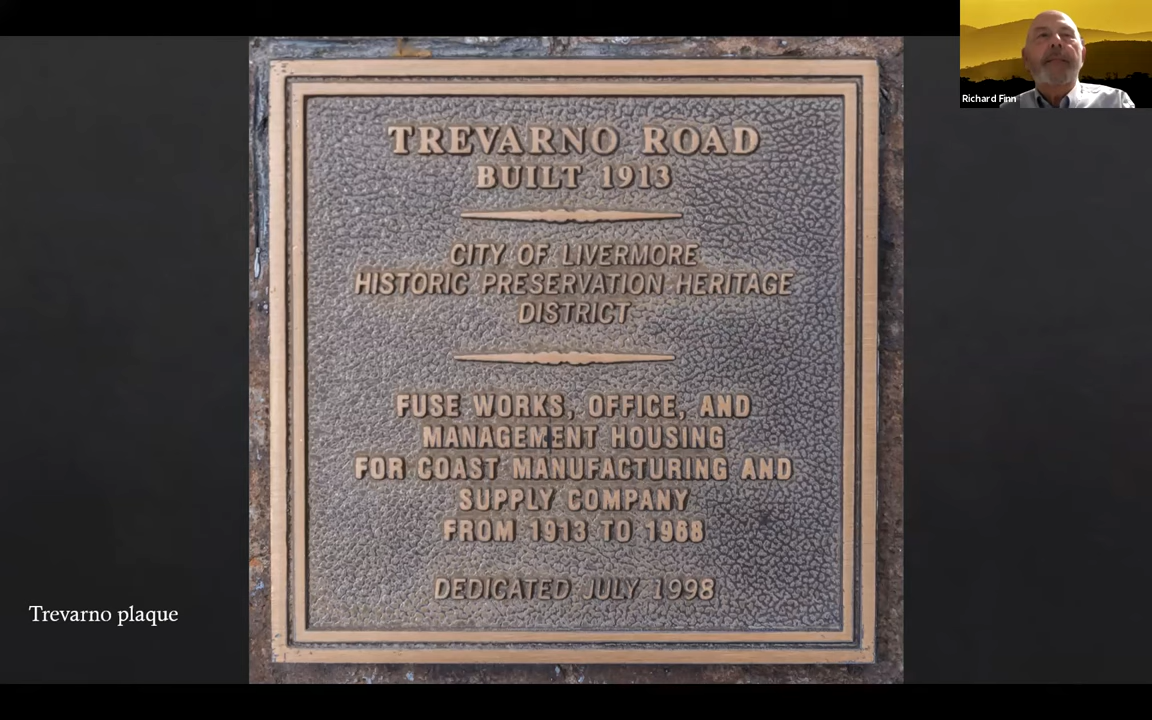 TREVARNO ROAD
BUILT 1913
CITY OF LIVERMORE
HISTORIC PRESERVATION HERITAGE
DISTRICT
FUSE WORKS, OFFICE, AND
MANAGEMENT HOUSING
FOR COAST MANUFACTURING AND
SUPPLY COMPANY
FROM 1913 TO 1968
DEDICATED JULY 1998
Trevarno plaque
Richard Finn